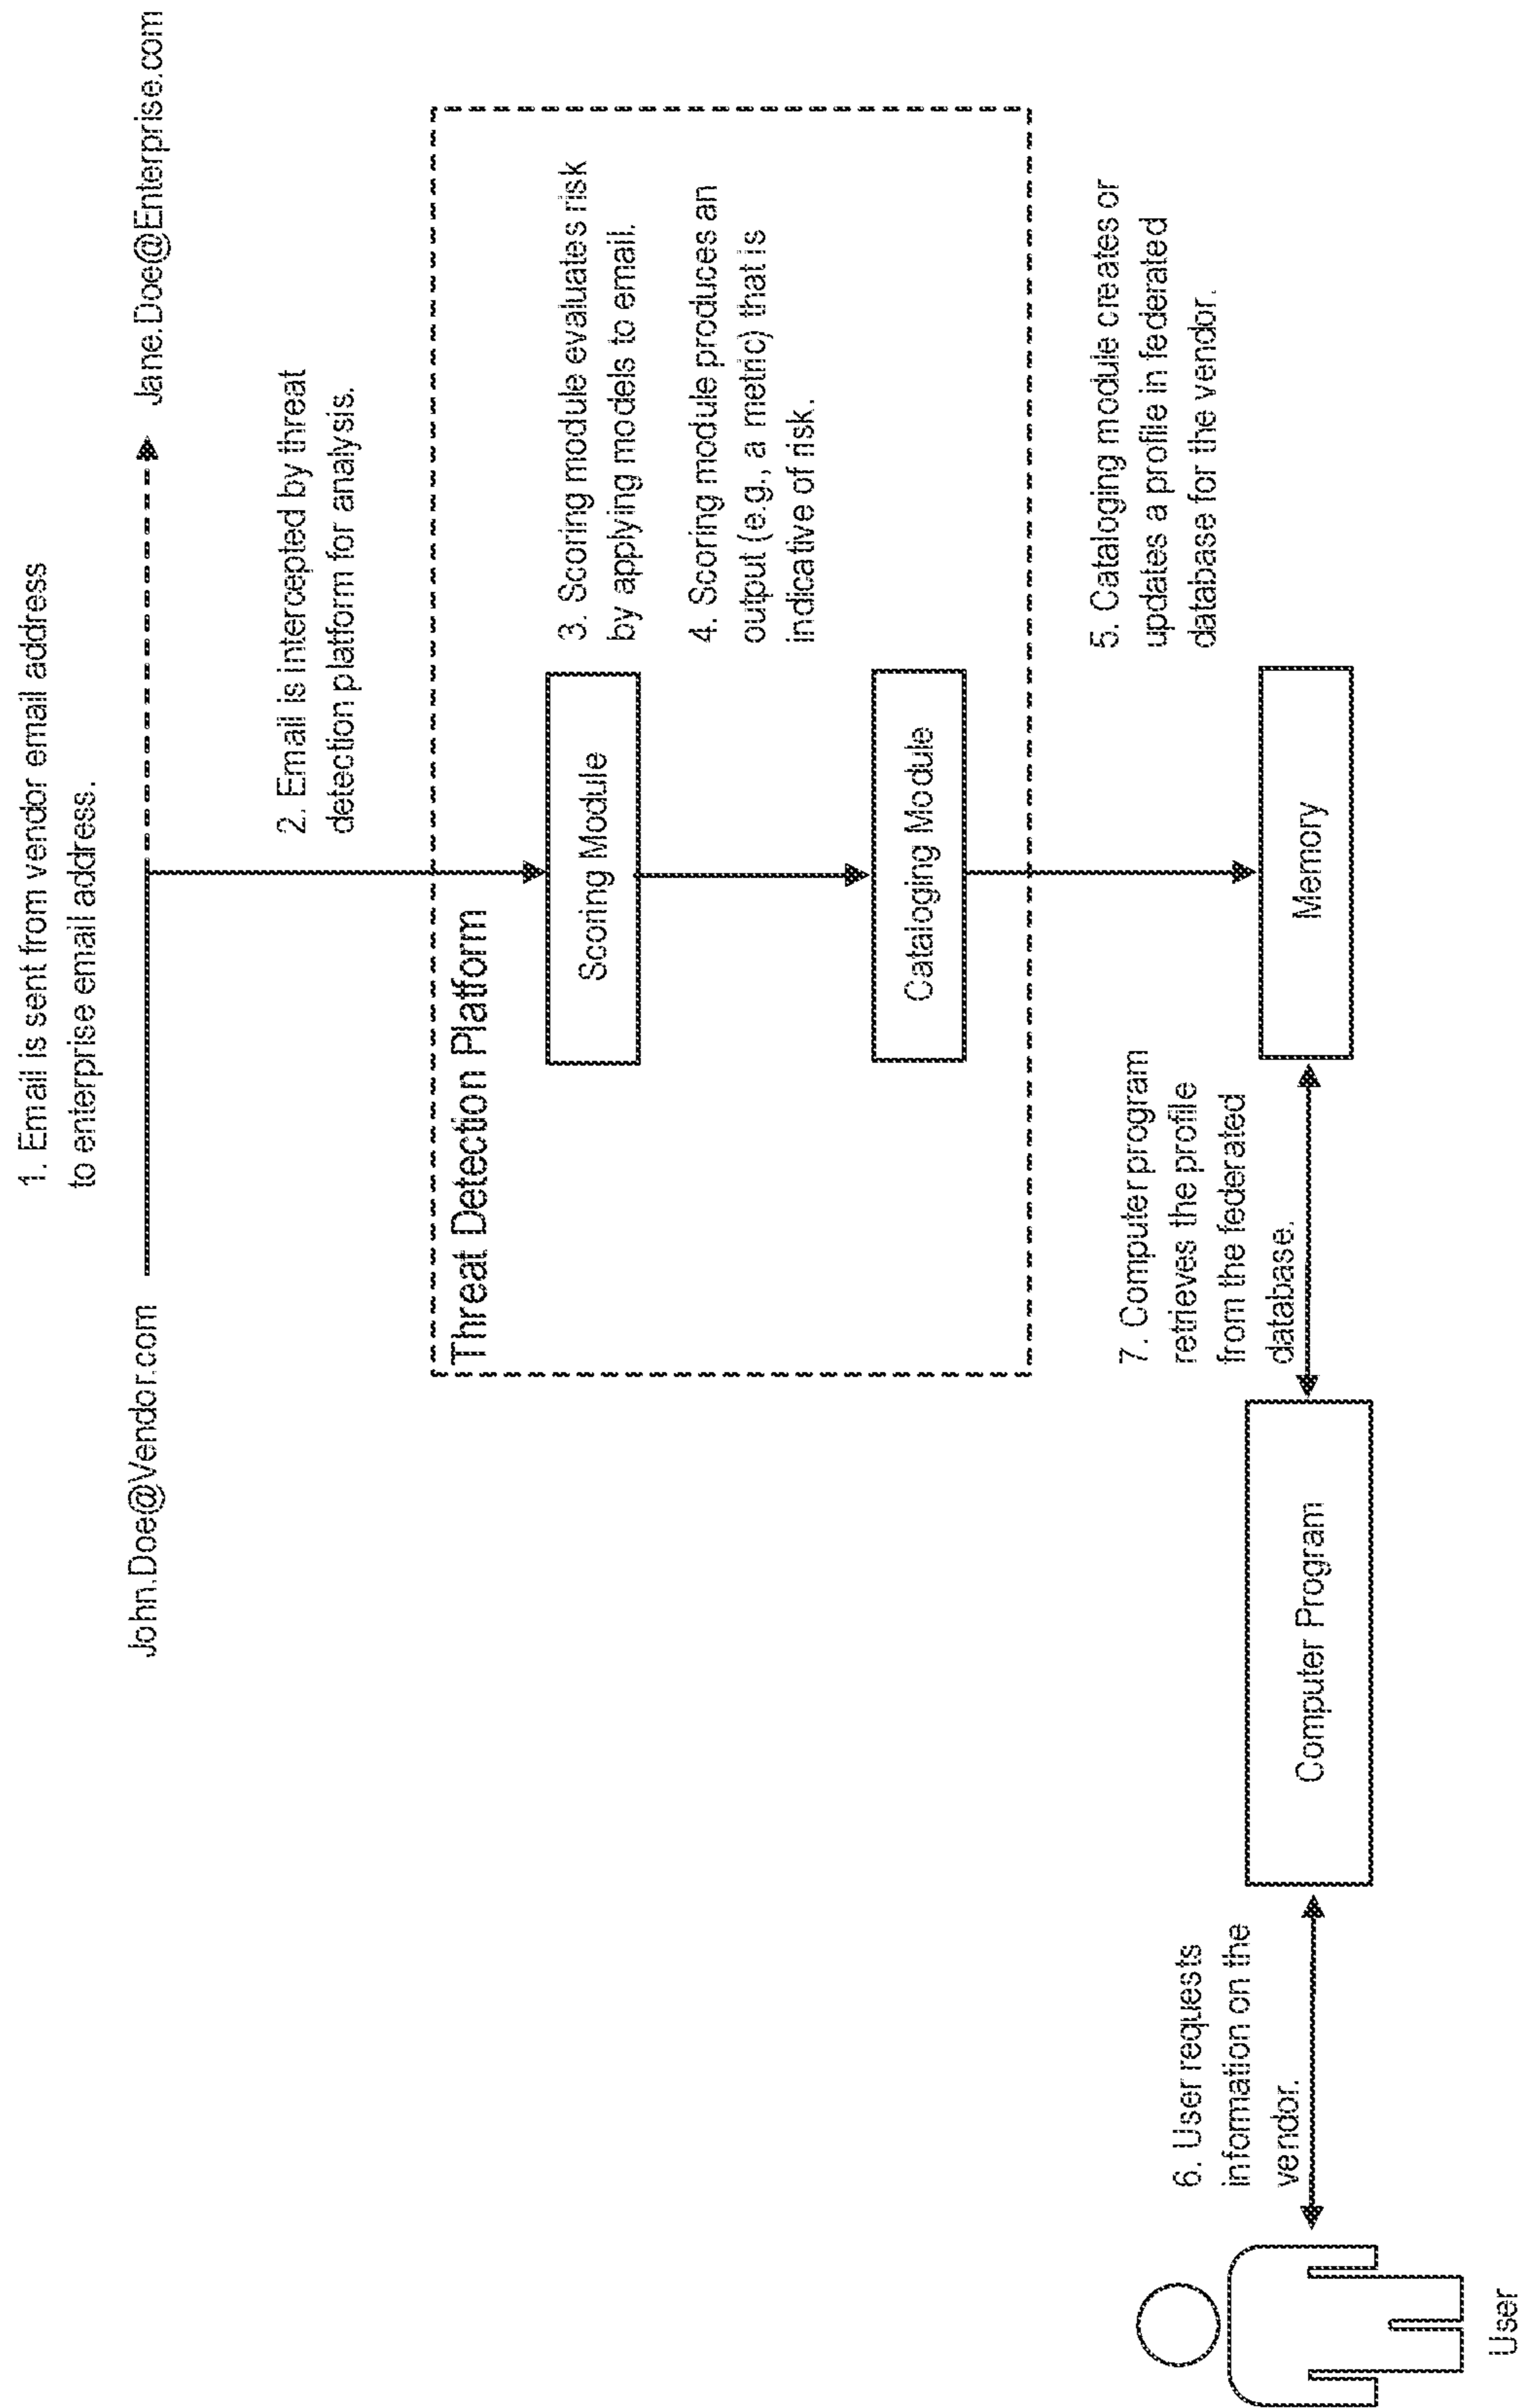 1. Email is sent from vendor email address
to enterprise email address.
John.Doe@Vendor.com
Jane.Doe@Enterprise.com
2. Email is intercepted by threat
detection platform for analysis.
Threat Detection Platform
Scoring Module
3. Scoring module evaluates risk
by applying models to email.
4. Scoring module produces an
output (e.g., a metric) that is
indicative of risk.
Cataloging Module
5. Cataloging module creates or
updates a profile in federated
database for the vendor.
6. User requests
information on the
vendor.
7. Computer program
retrieves the profile
from the federated
database.
Computer Program
Memory
User